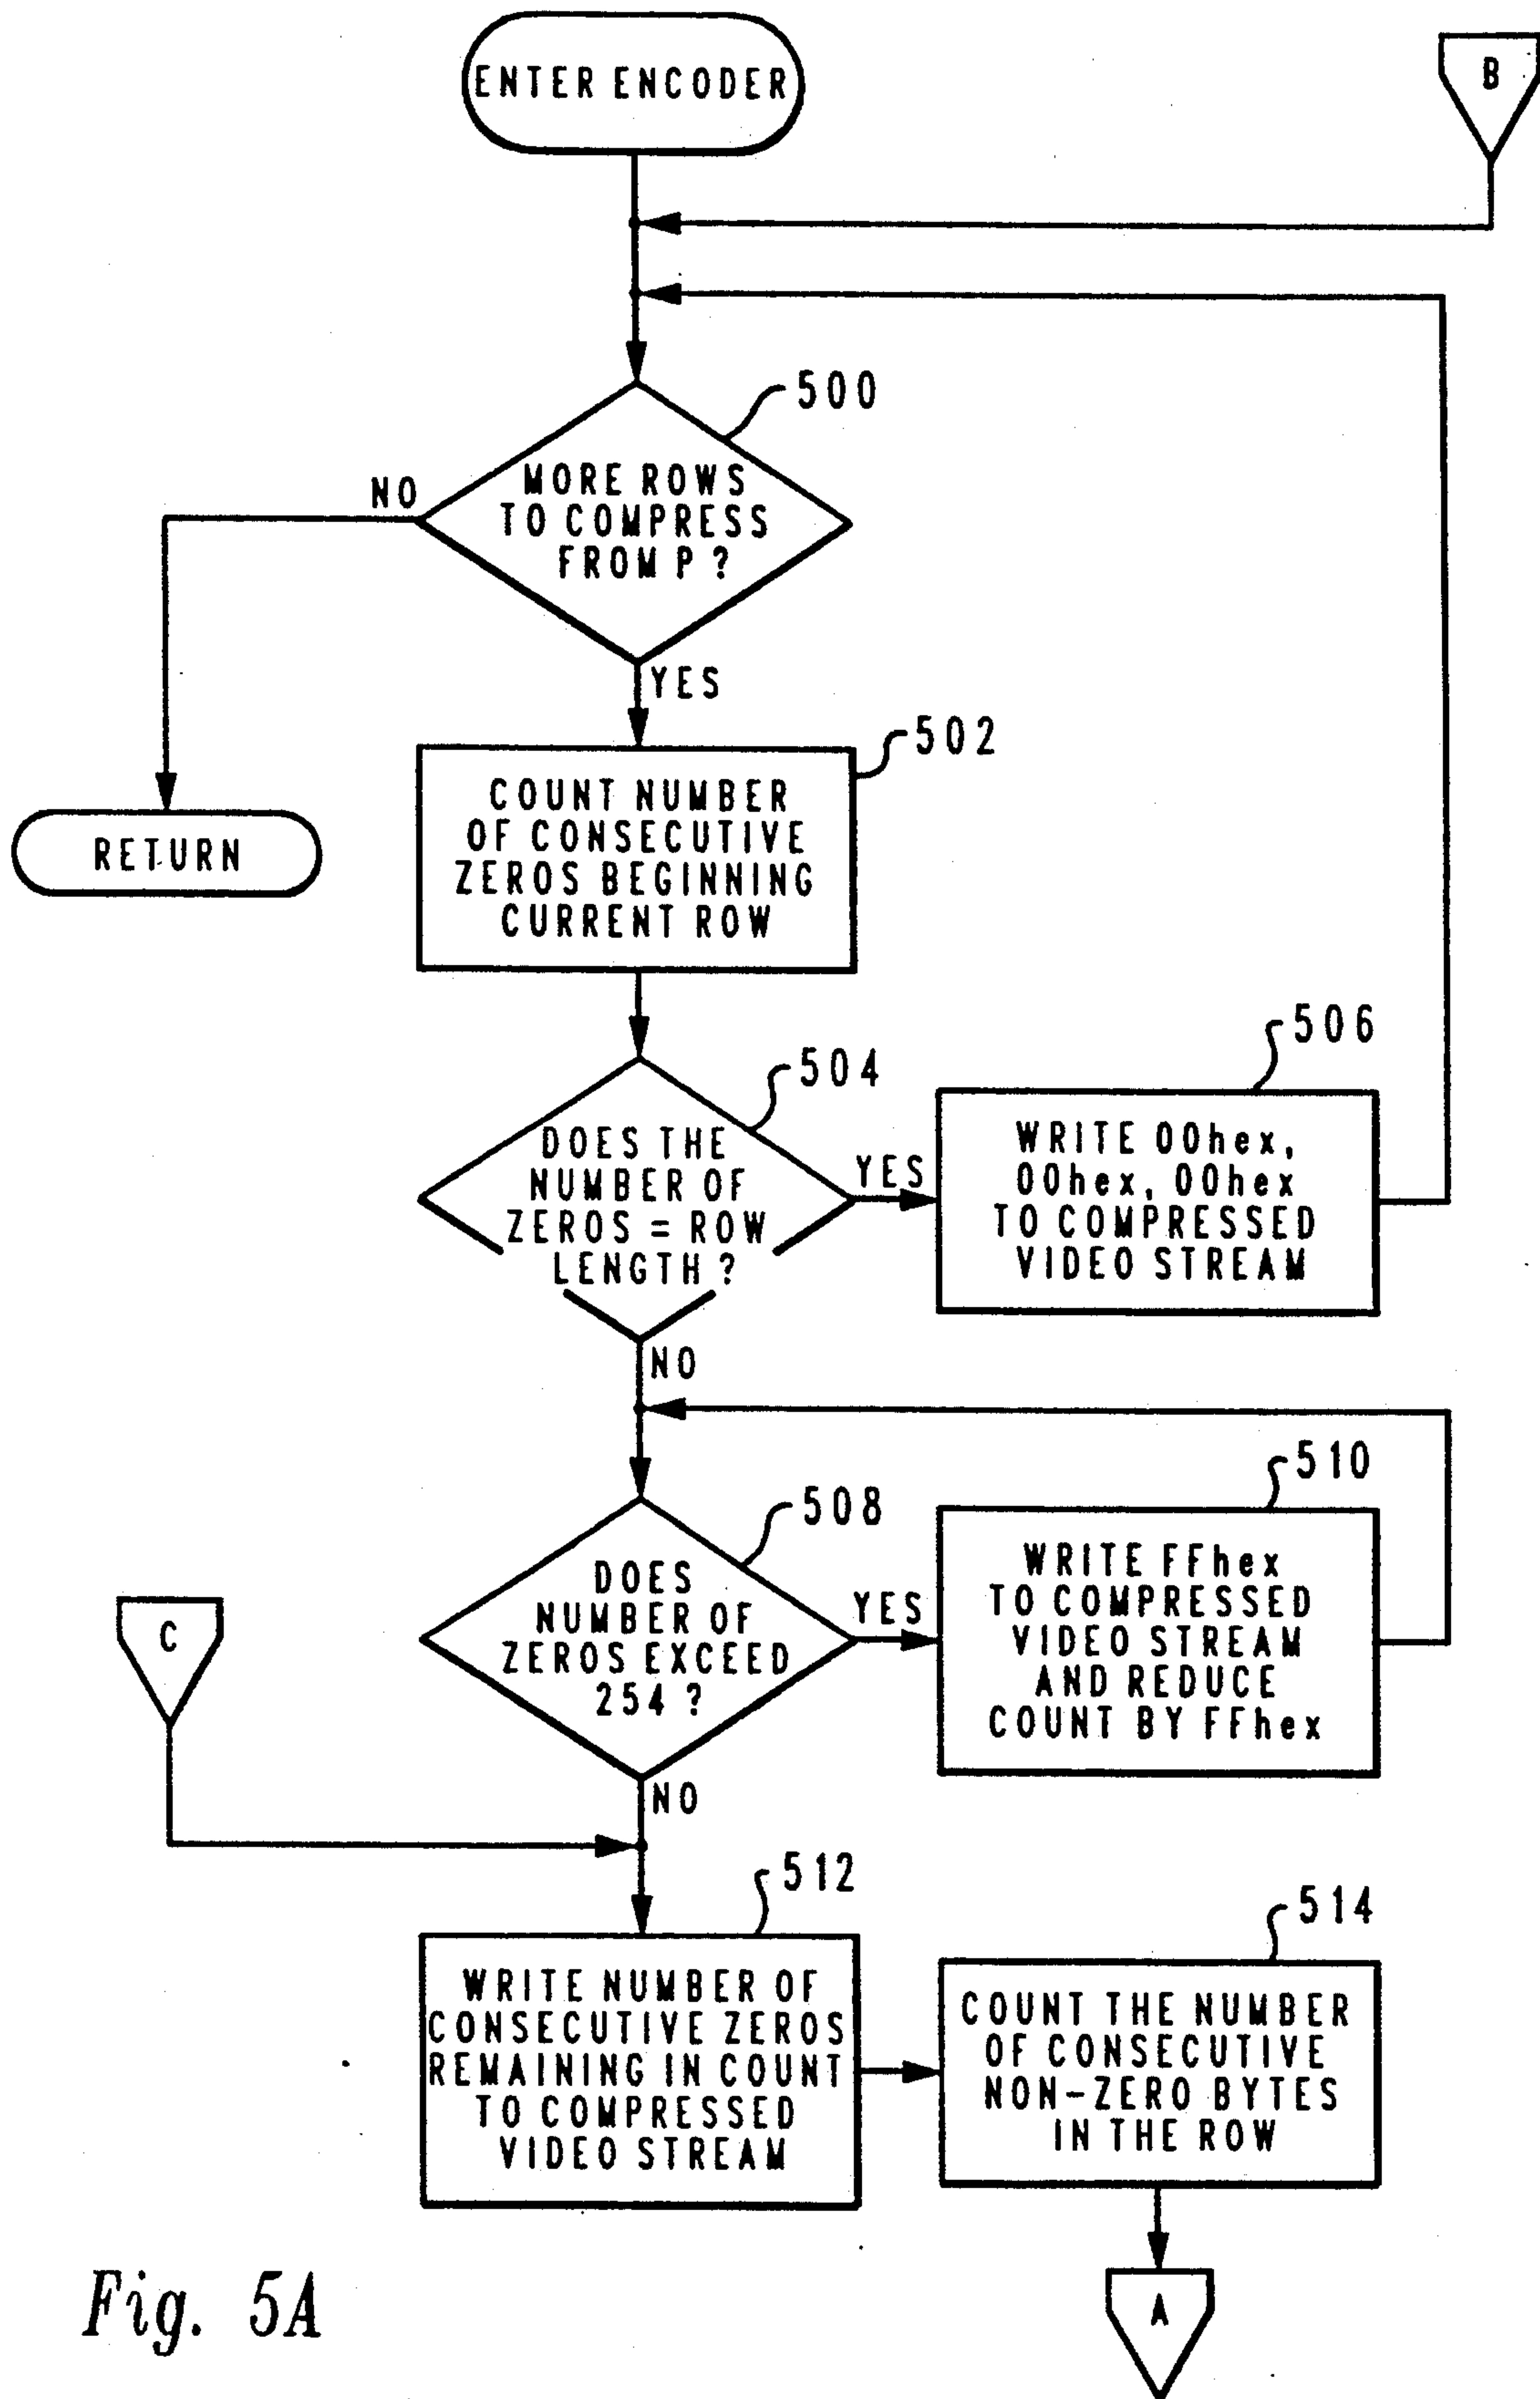 ENTER ENCODER
B
500
MORE ROWS
TO COMPRESS
FROM P ?
NO
YES
502
COUNT NUMBER
OF CONSECUTIVE
ZEROS BEGINNING
CURRENT ROW
RETURN
504
DOES THE
NUMBER OF
ZEROS = ROW
LENGTH ?
YES
506
WRITE 00hex,
00hex, 00hex
TO COMPRESSED
VIDEO STREAM
NO
508
DOES
NUMBER OF
ZEROS EXCEED
254 ?
YES
510
WRITE FFhex
TO COMPRESSED
VIDEO STREAM
AND REDUCE
COUNT BY FFhex
C
NO
512
WRITE NUMBER OF
CONSECUTIVE ZEROS
REMAINING IN COUNT
TO COMPRESSED
VIDEO STREAM
514
COUNT THE NUMBER
OF CONSECUTIVE
NON-ZERO BYTES
IN THE ROW
A
Fig. 5A